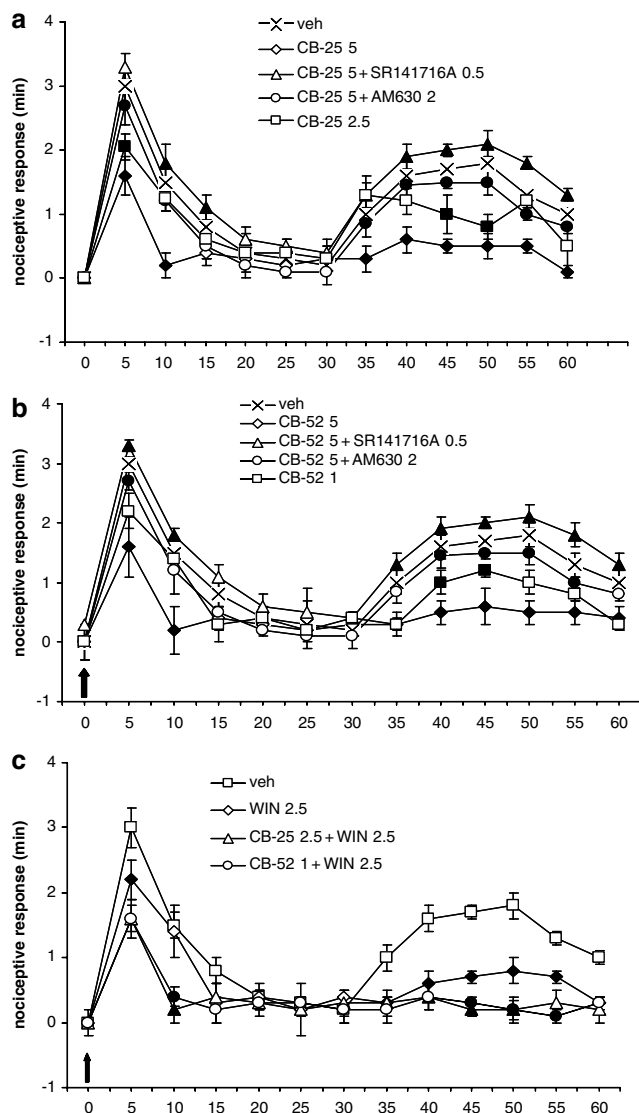 a
4
3
2
1
0
-1
nociceptive response (min)
veh
CB-25 5
CB-25 5+SR141716A 0.5
CB-25 5+AM630 2
CB-25 2.5
0 5 10 15 20 25 30 35 40 45 50 55 60
b
4
3
2
1
0
-1
nociceptive response (min)
veh
CB-52 5
CB-52 5+SR141716A 0.5
CB-52 5+AM630 2
CB-52 1
0 5 10 15 20 25 30 35 40 45 50 55 60
c
4
3
2
1
0
-1
nociceptive response (min)
veh
WIN 2.5
CB-25 2.5+WIN 2.5
CB-52 1+WIN 2.5
0 5 10 15 20 25 30 35 40 45 50 55 60